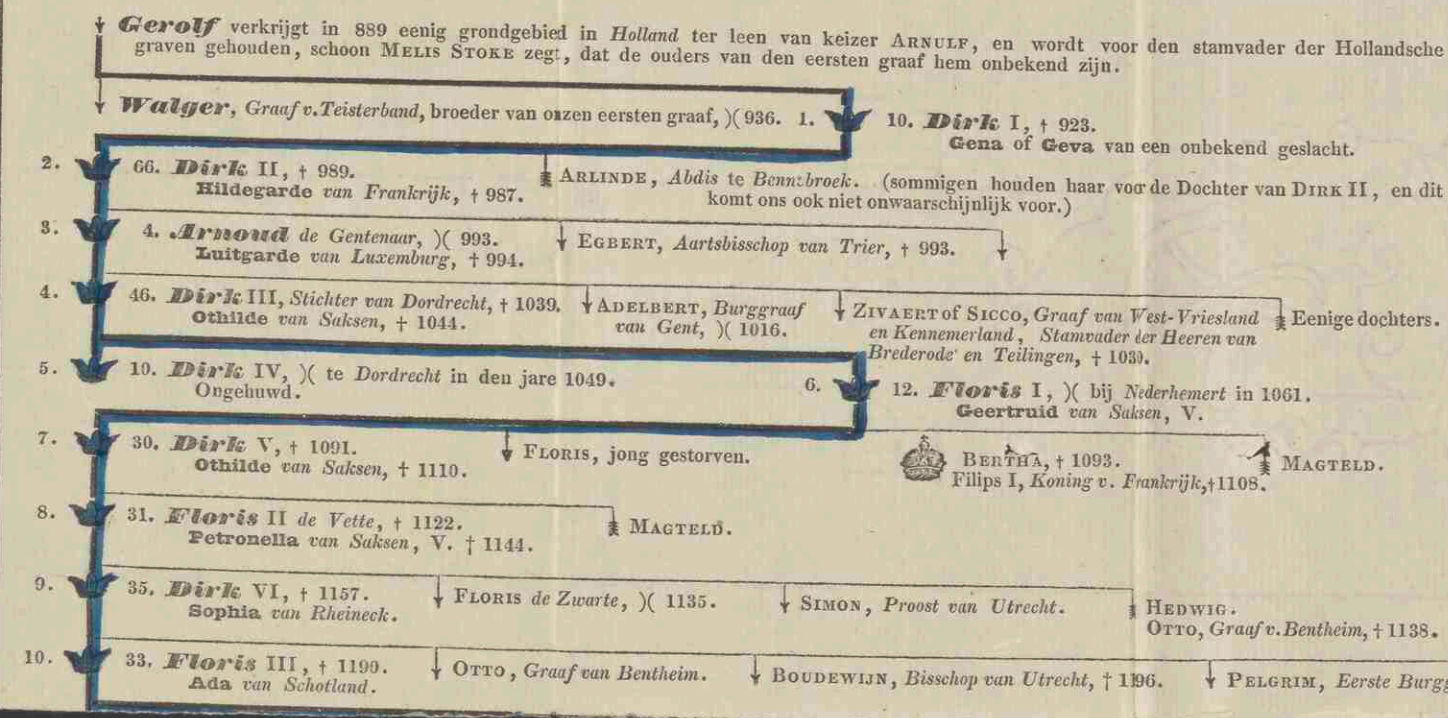 Gerolf verkrijgt in 889 eenig grondgebied in Holland ter leen van keizer ARNULF, en wordt voor den stamvader der Hollandsche
graven gehouden, schoon MELIS STOKE zegt, dat de ouders van den eersten graaf hem onbekend zijn.
Walger, Graaf v. Teisterband, broeder van onzen eersten graaf, )( 936. 1. 10. Dirk I, † 923.
Gena of Geva van een onbekend geslacht.
2. 66. Dirk II, † 989. ARLINDE, Abdis te Bennebroek. (sommigen houden haar voor de Dochter van DIRK II, en dit
Hildegarde van Frankrijk, † 987. komt ons ook niet onwaarschijnlijk voor.)
3. 4. Arnoud de Gentenaar, )( 993. EGBERT, Aartsbisschop van Trier, † 993.
Luitgarde van Luxemburg, † 994.
4. 46. Dirk III, Stichter van Dordrecht, † 1039. ADELBERT, Burggraaf ZIVAERT of SICCO, Graaf van West-Vriesland Eenige dochters.
Othilde van Saksen, † 1044. van Gent, )( 1016. en Kennemerland, Stamvader der Heeren van
Brederode en Teilingen, † 1030.
5. 10. Dirk IV, )( te Dordrecht in den jare 1049. 6. 12. Floris I, )( bij Nederhemert in 1061.
Ongehuwd. Geertruid van Saksen, V.
7. 30. Dirk V, † 1091. FLORIS, jong gestorven. BERTHA, † 1093. MAGTELD.
Othilde van Saksen, † 1110. Filips I, Koning v. Frankrijk, † 1108.
8. 31. Floris II de Vette, † 1122. MAGTELD.
Petronella van Saksen, V. † 1144.
9. 35. Dirk VI, † 1157. FLORIS de Zwarte, )( 1135. SIMON, Proost van Utrecht. HEDWIG.
Sophia van Rheineck. OTTO, Graaf v. Bentheim, † 1138.
10. 33. Floris III, † 1190. OTTO, Graaf van Bentheim. BOUDEWIJN, Bisschop van Utrecht, † 1196. PELGRIM, Eerste Burgg
Ada van Schotland.